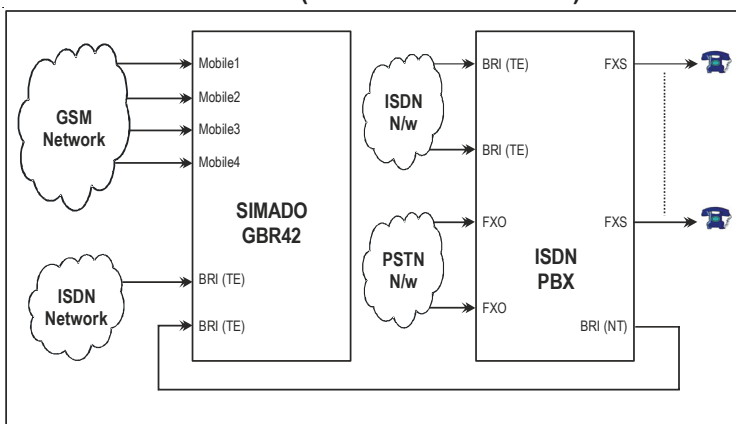 GSM
Network
Mobile1
Mobile2
Mobile3
Mobile4
SIMADO
GBR42
ISDN
Network
BRI (TE)
BRI (TE)
ISDN
N/w
BRI (TE)
BRI (TE)
PSTN
N/w
FXO
FXO
ISDN
PBX
FXS
FXS
BRI (NT)